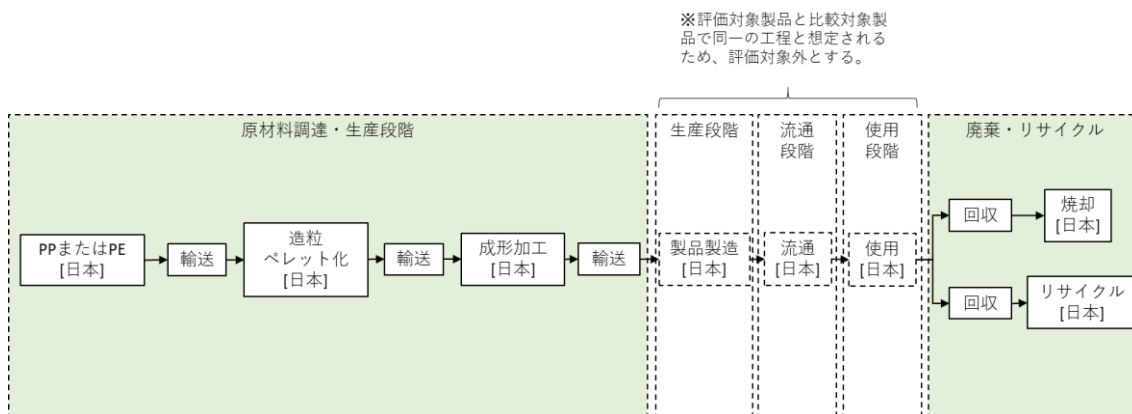 ※評価対象製品と比較対象製
品で同一の工程と想定される
ため、評価対象外とする。
原材料調達・生産段階
生産段階
流通
段階
使用
段階
廃棄・リサイクル
PPまたはPE
[日本]
輸送
造粒
ペレット化
[日本]
輸送
成形加工
[日本]
輸送
製品製造
[日本]
流通
[日本]
使用
[日本]
回収
焼却
[日本]
回収
リサイクル
[日本]